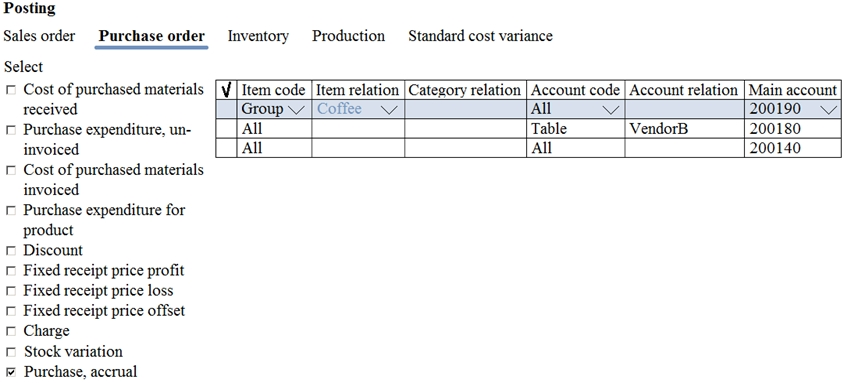 Posting
Sales order Purchase order Inventory Production Standard cost variance
Select
Cost of purchased materials
received
Purchase expenditure, un-
invoiced
Cost of purchased materials
invoiced
Purchase expenditure for
product
Discount
Fixed receipt price profit
Fixed receipt price loss
Fixed receipt price offset
Charge
Stock variation
Purchase, accrual
Item code Item relation Category relation Account code Account relation Main account
Group Coffee All 200190
All Table VendorB 200180
All All 200140